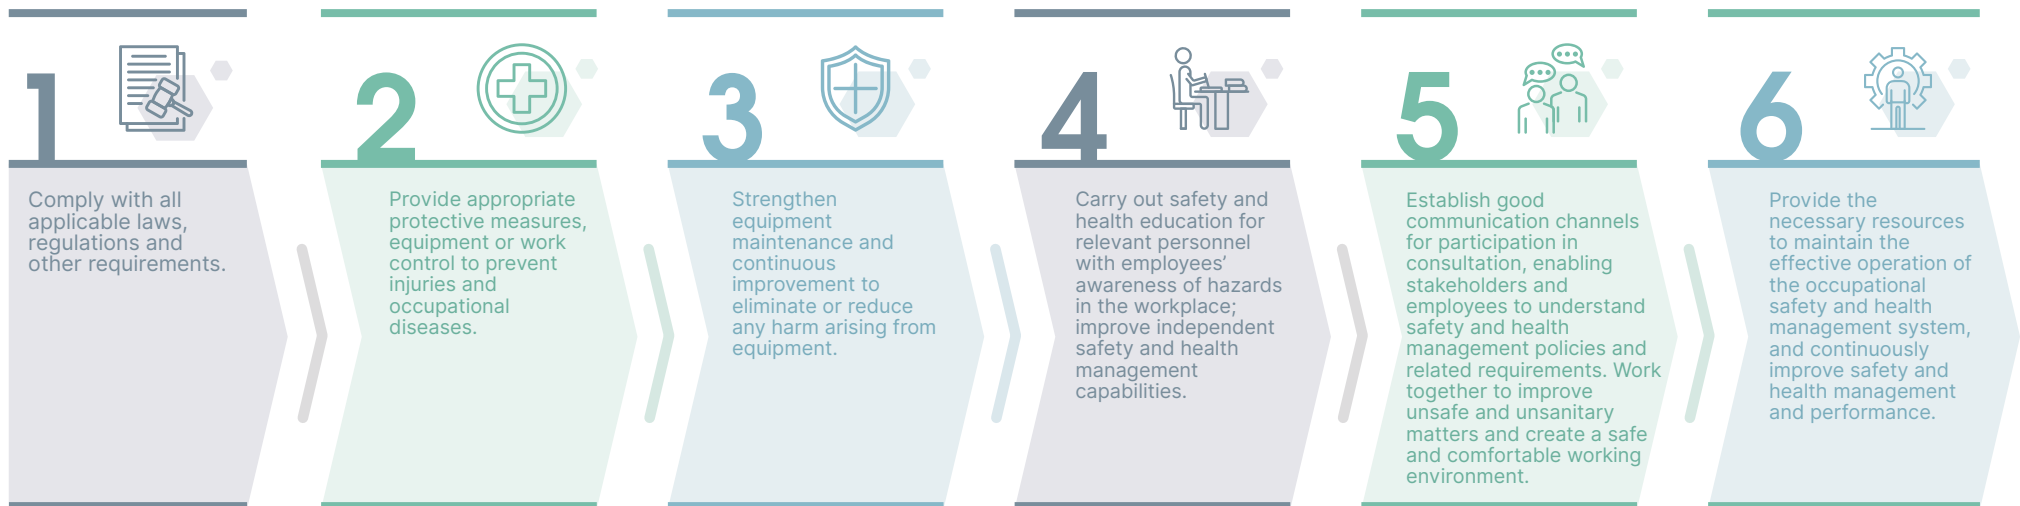 1
Comply with all
applicable laws,
regulations and
other requirements.
2
Provide appropriate
protective measures,
equipment or work
control to prevent
injuries and
occupational
diseases.
3
Strengthen
equipment
maintenance and
continuous
improvement to
eliminate or reduce
any harm arising from
equipment.
4
Carry out safety and
health education for
relevant personnel
with employees’
awareness of hazards
in the workplace;
improve independent
safety and health
management
capabilities.
5
Establish good
communication channels
for participation in
consultation, enabling
stakeholders and
employees to understand
safety and health
management policies and
related requirements. Work
together to improve
unsafe and unsanitary
matters and create a safe
and comfortable working
environment.
6
Provide the
necessary resources
to maintain the
effective operation of
the occupational
safety and health
management system,
and continuously
improve safety and
health management
and performance.